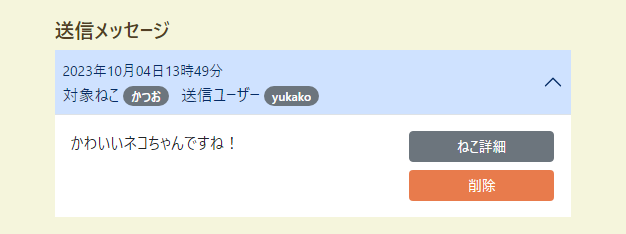 送信メッセージ
2023年10月04日13時49分
対象ねこ かつお 送信ユーザー yukako
かわいいネコちゃんですね！
ねこ詳細
削除